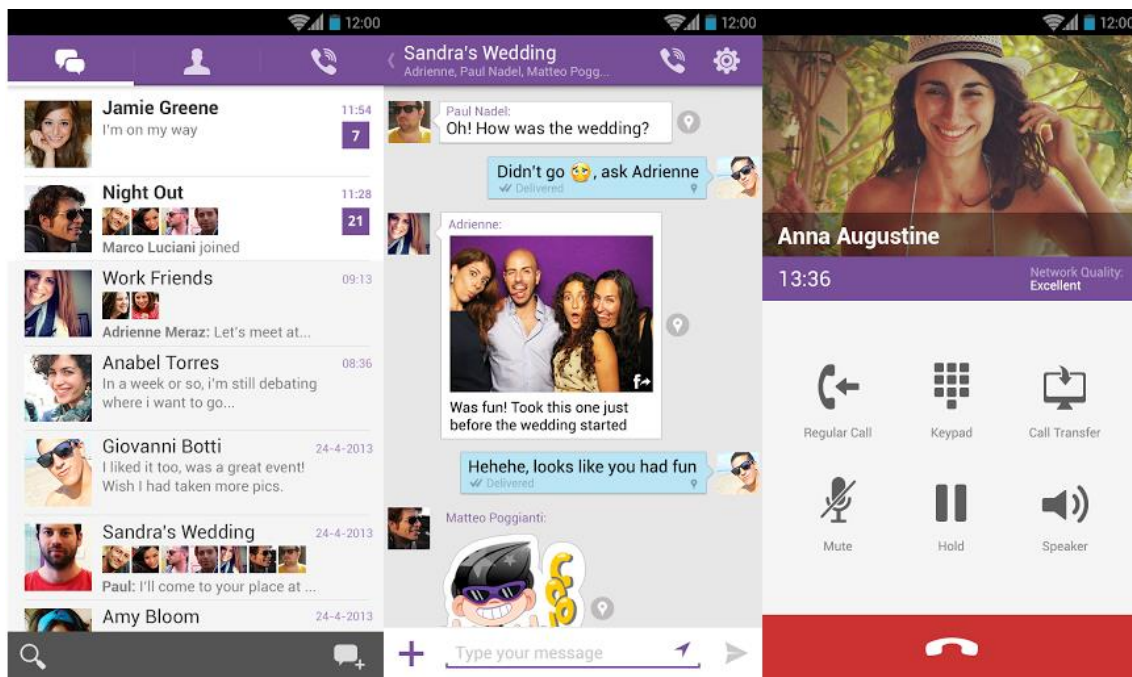 12:00
Jamie Greene
11:54
I'm on my way
7
Night Out
11:28
21
Marco Luciani joined
Work Friends
09:13
Adrienne Meraz: Let's meet at...
Anabel Torres
08:36
In a week or so, i'm still debating
where i want to go...
Giovanni Botti
24-4-2013
I liked it too, was a great event!
Wish I had taken more pics.
Sandra's Wedding
24-4-2013
Paul: I'll come to your place at ...
Amy Bloom
24-4-2013
12:00
Sandra's Wedding
Adrienne, Paul Nadel, Matteo Pogg...
Paul Nadel:
Oh! How was the wedding?
Didn't go 😢, ask Adrienne
Delivered
Adrienne:
f
Was fun! Took this one just
before the wedding started
Hehehe, looks like you had fun
Delivered
Matteo Poggianti:
COO
Type your message
12:00
Anna Augustine
13:36
Network Quality:
Excellent
Regular Call
Keypad
Call Transfer
Mute
Hold
Speaker